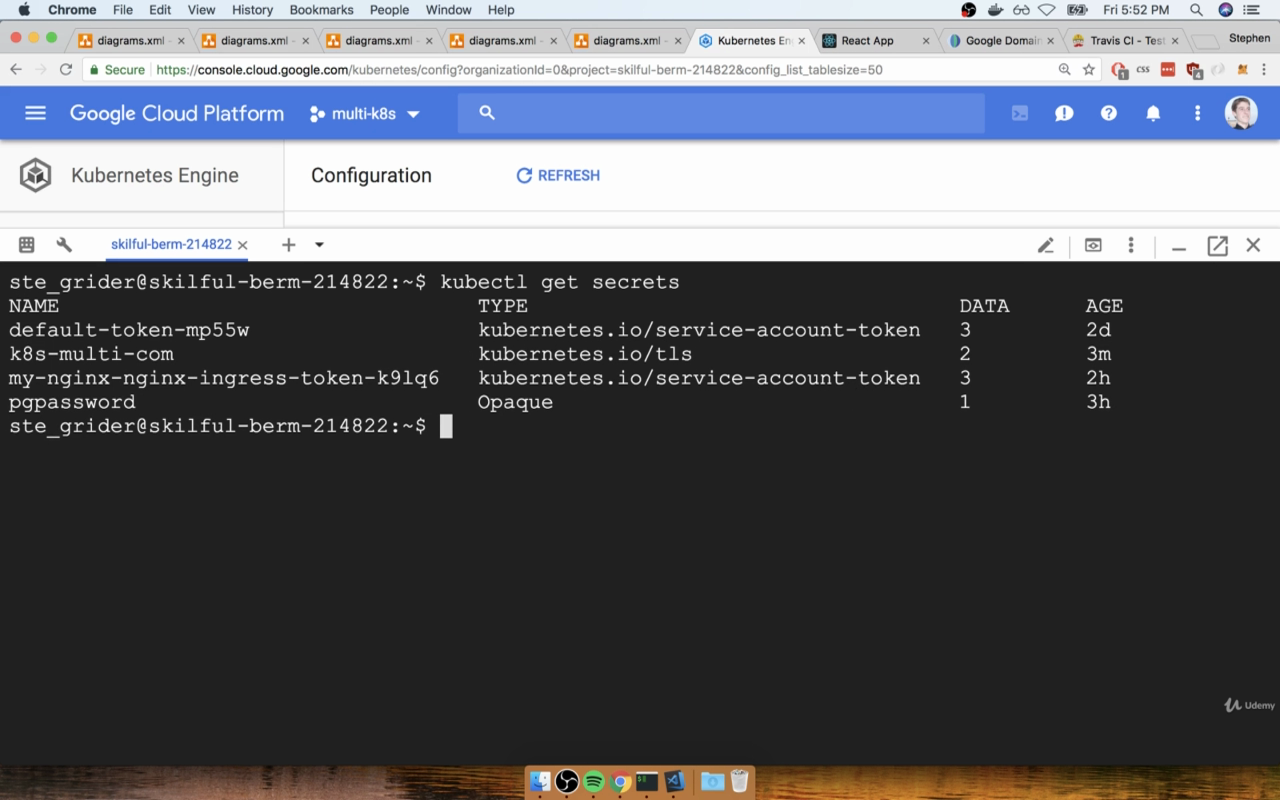 Chrome File Edit View History Bookmarks People Window Help Fri 5:52 PM
diagrams.xml - diagrams.xml - diagrams.xml - diagrams.xml - diagrams.xml - Kubernetes En React App Google Domain Travis CI - Test Stephen
Secure https://console.cloud.google.com/kubernetes/config?organizationId=0&project=skilful-berm-214822&config_list_tablesize=50 1 CSS 4
Google Cloud Platform multi-k8s
Kubernetes Engine Configuration REFRESH
skilful-berm-214822
ste_grider@skilful-berm-214822:~$ kubectl get secrets
NAME TYPE DATA AGE
default-token-mp55w kubernetes.io/service-account-token 3 2d
k8s-multi-com kubernetes.io/tls 2 3m
my-nginx-nginx-ingress-token-k9lq6 kubernetes.io/service-account-token 3 2h
pgpassword Opaque 1 3h
ste_grider@skilful-berm-214822:~$
Udemy